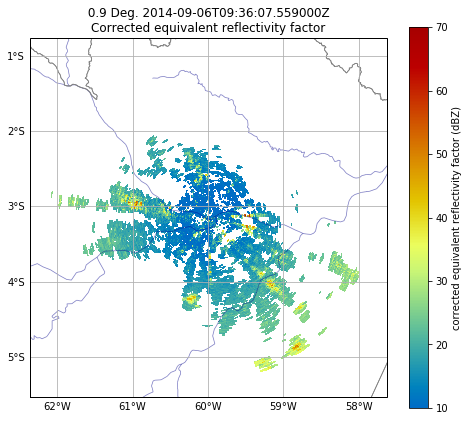 0.9 Deg. 2014-09-06T09:36:07.559000Z
Corrected equivalent reflectivity factor
1°S
2°S
3°S
4°S
5°S
62°W 61°W 60°W 59°W 58°W
70
60
50
40
30
20
10
corrected equivalent reflectivity factor (dBZ)